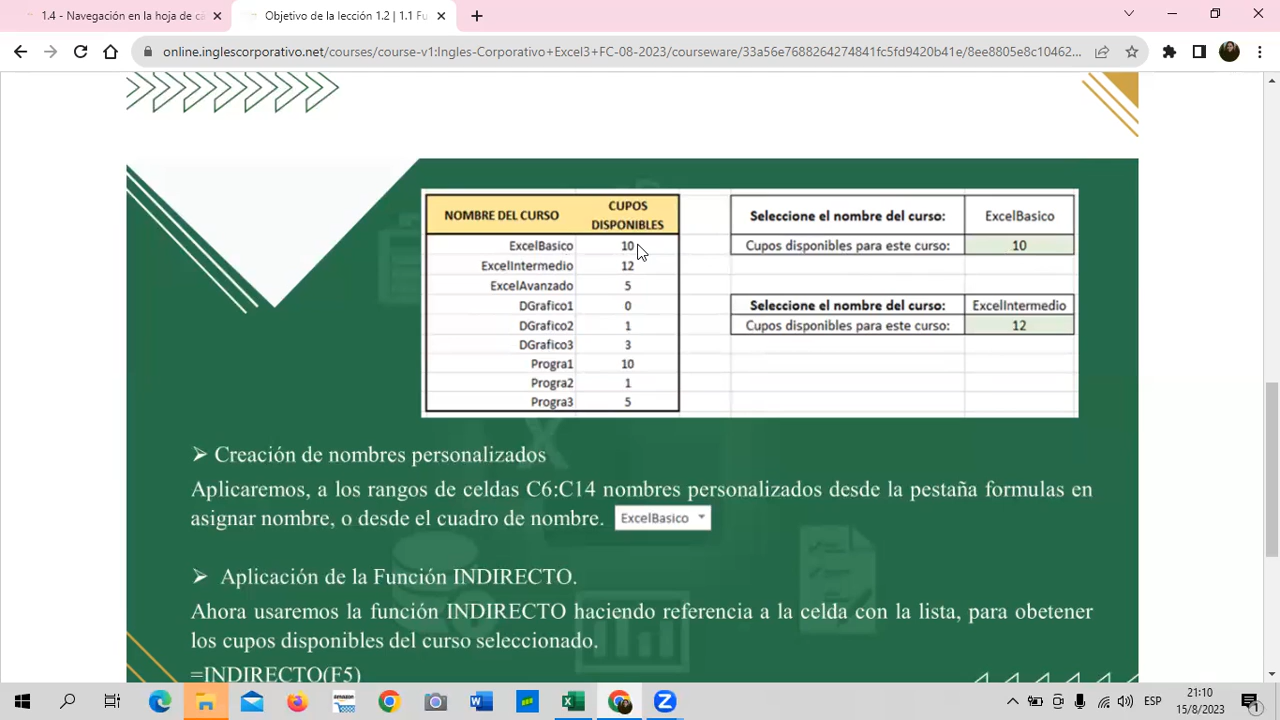 1.4 - Navegación en la hoja de cá
Objetivo de la lección 1.2 | 1.1 Fu
online.inglescorporativo.net/courses/course-v1:Ingles-Corporativo+Excel3+FC-08-2023/courseware/33a56e7688264274841fc5fd9420b41e/8ee8805e8c10462...
NOMBRE DEL CURSO CUPOS DISPONIBLES
ExcelBasico 10
ExcelIntermedio 12
ExcelAvanzado 5
DGrafico1 0
DGrafico2 1
DGrafico3 3
Progra1 10
Progra2 1
Progra3 5
Seleccione el nombre del curso: ExcelBasico
Cupos disponibles para este curso: 10
Seleccione el nombre del curso: ExcelIntermedio
Cupos disponibles para este curso: 12
➢ Creación de nombres personalizados
Aplicaremos, a los rangos de celdas C6:C14 nombres personalizados desde la pestaña formulas en
asignar nombre, o desde el cuadro de nombre. ExcelBasico
➢ Aplicación de la Función INDIRECTO.
Ahora usaremos la función INDIRECTO haciendo referencia a la celda con la lista, para obetener
los cupos disponibles del curso seleccionado.
=INDIRECTO(F5)
ESP
21:10
15/8/2023